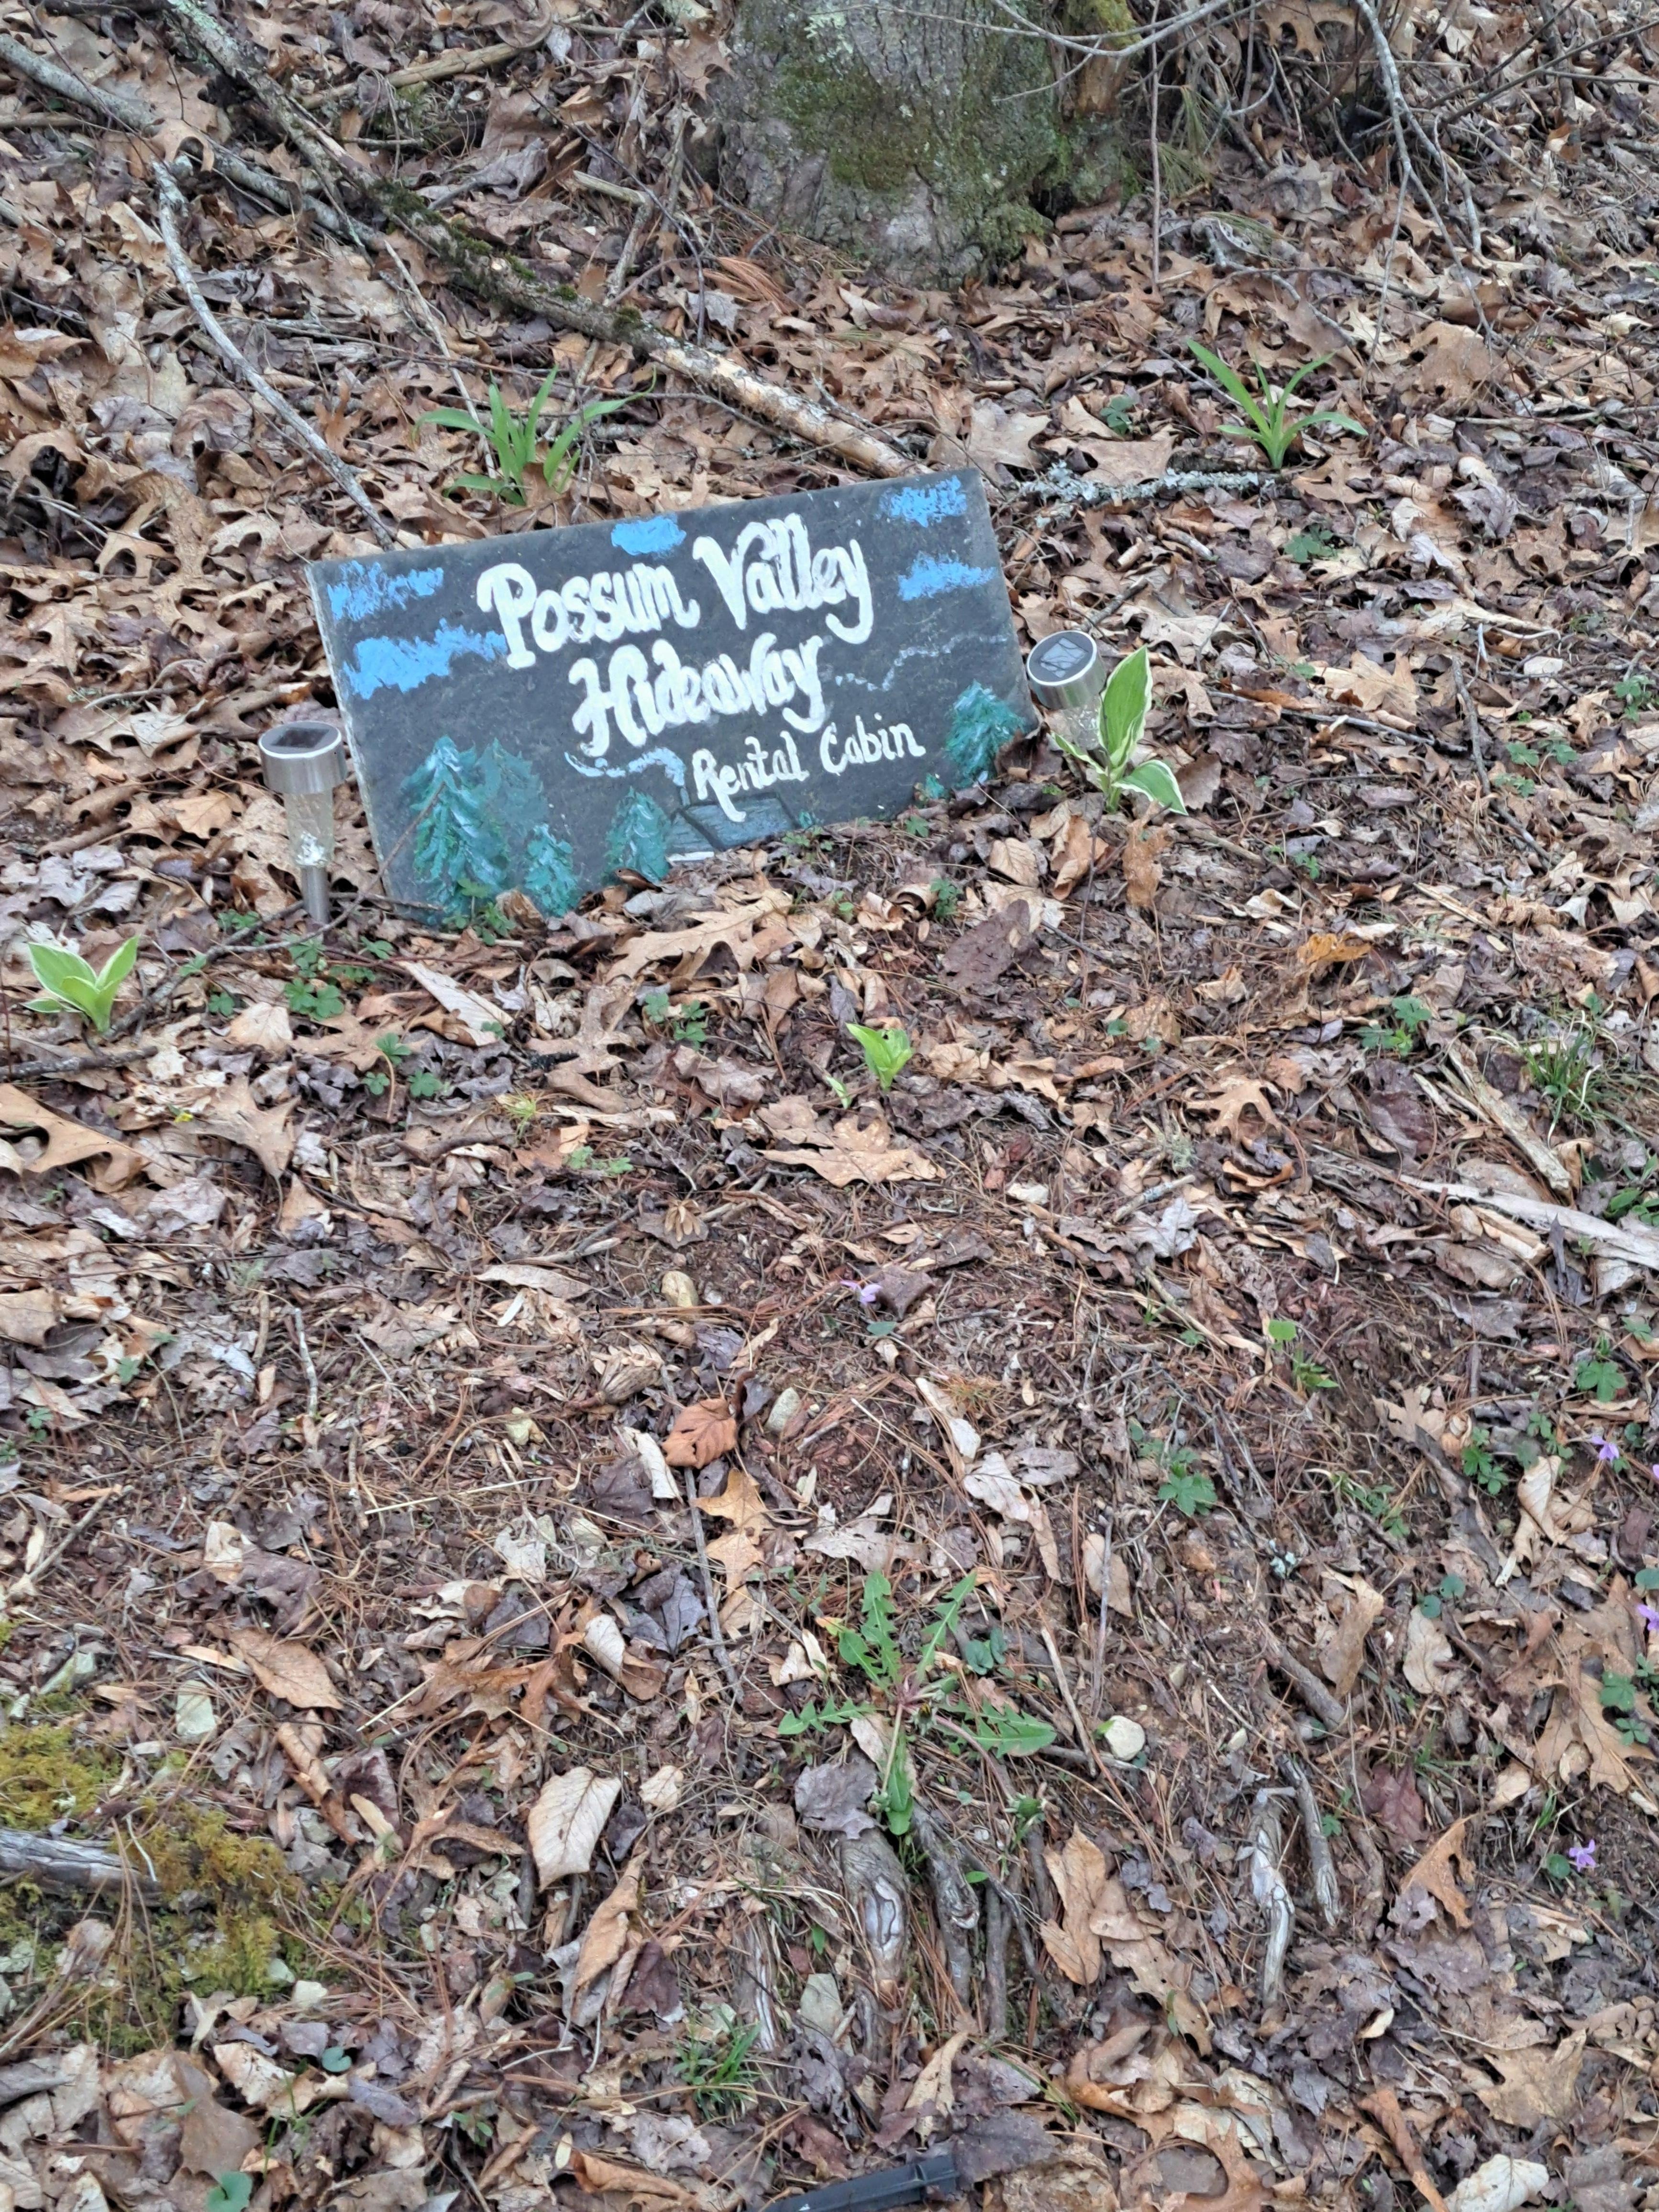 Possum Valley
Hideaway
Rental Cabin